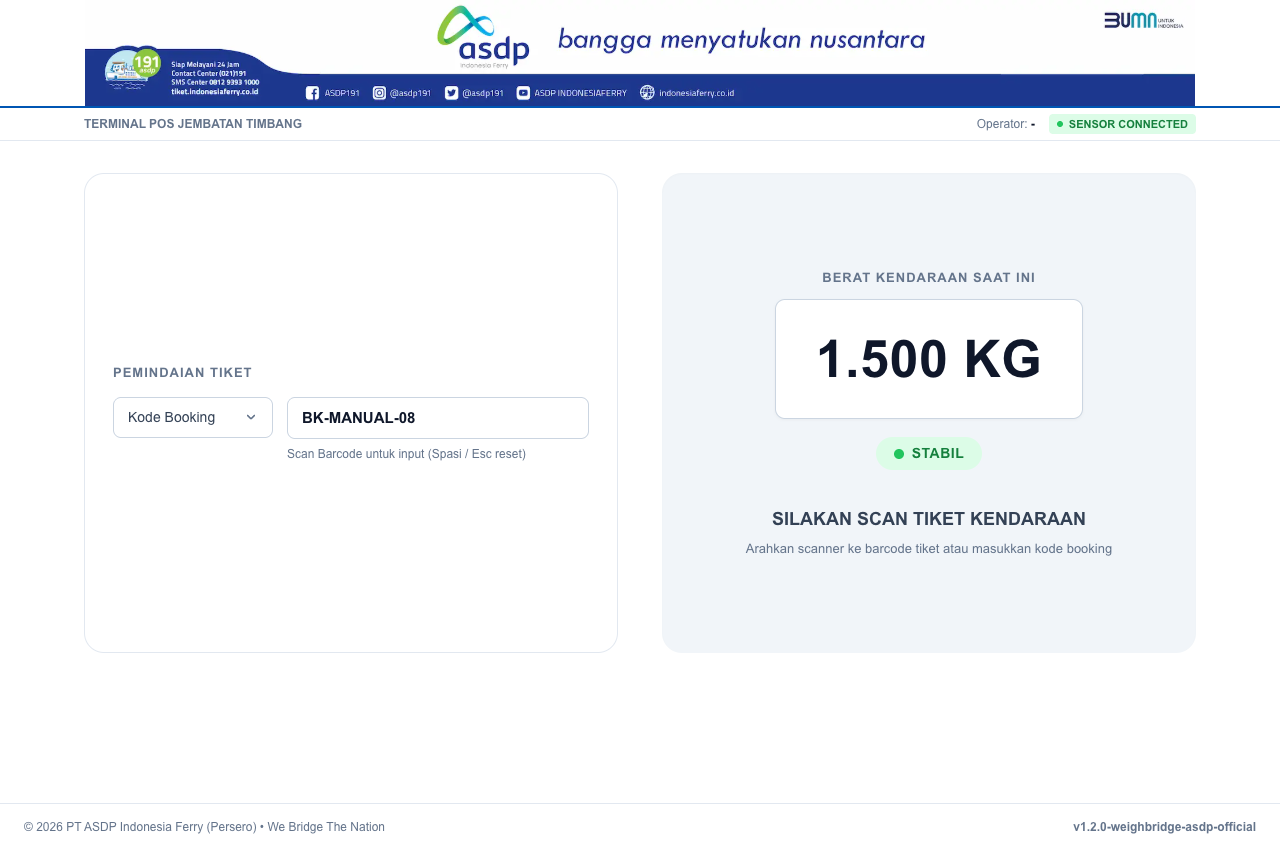 asdp
Indonesia Ferry
bangga menyatukan nusantara
BUMN UNTUK INDONESIA
191
asdp
Siap Melayani 24 Jam
Contact Center (021)191
SMS Center 0812 9393 1000
tiket.indonesiaferry.co.id
ASDP191 @asdp191 @asdp191 ASDP INDONESIAFERRY indonesiaferry.co.id
TERMINAL POS JEMBATAN TIMBANG
Operator: - SENSOR CONNECTED
PEMINDAIAN TIKET
Kode Booking
BK-MANUAL-08
Scan Barcode untuk input (Spasi / Esc reset)
BERAT KENDARAAN SAAT INI
1.500 KG
STABIL
SILAKAN SCAN TIKET KENDARAAN
Arahkan scanner ke barcode tiket atau masukkan kode booking
© 2026 PT ASDP Indonesia Ferry (Persero) • We Bridge The Nation
v1.2.0-weighbridge-asdp-official